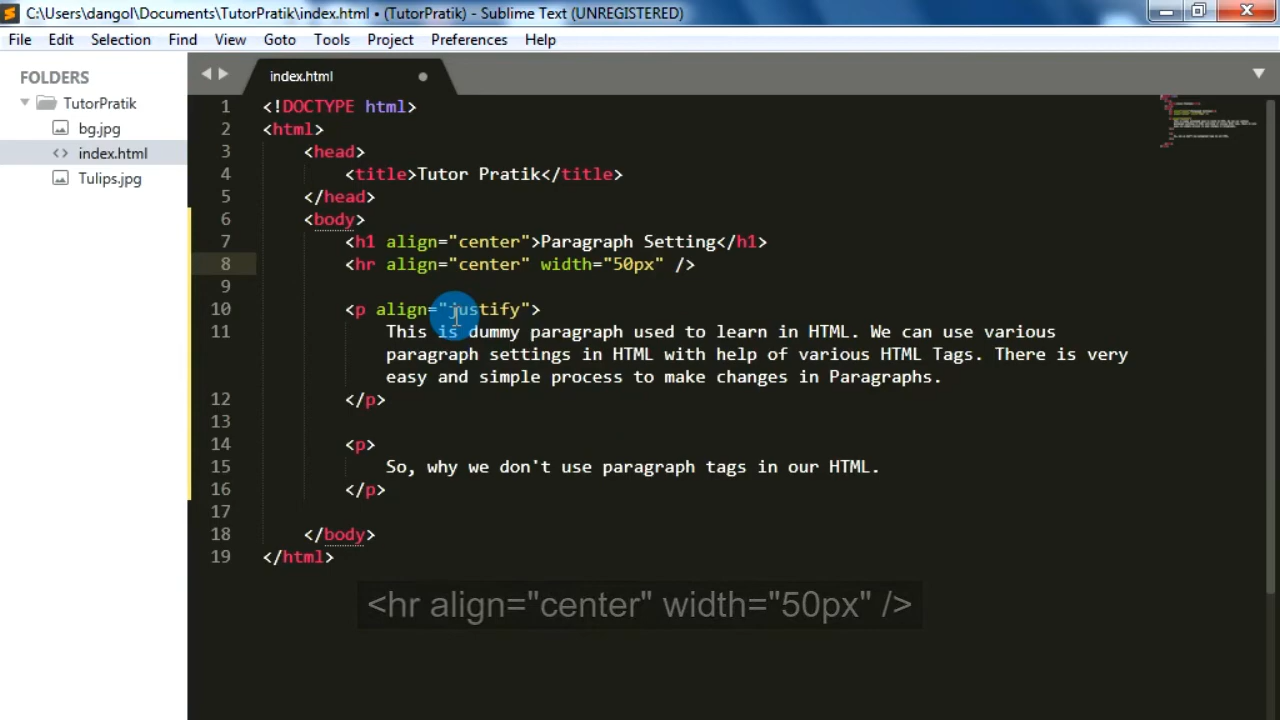 C:\Users\dangol\Documents\TutorPratik\index.html • (TutorPratik) - Sublime Text (UNREGISTERED)
File Edit Selection Find View Goto Tools Project Preferences Help
FOLDERS
TutorPratik
bg.jpg
index.html
Tulips.jpg
index.html
1 <!DOCTYPE html>
2 <html>
3 <head>
4 <title>Tutor Pratik</title>
5 </head>
6 <body>
7 <h1 align="center">Paragraph Setting</h1>
8 <hr align="center" width="50px" />
9
10 <p align="justify">
11 This is dummy paragraph used to learn in HTML. We can use various
paragraph settings in HTML with help of various HTML Tags. There is very
easy and simple process to make changes in Paragraphs.
12 </p>
13
14 <p>
15 So, why we don't use paragraph tags in our HTML.
16 </p>
17
18 </body>
19 </html>
<hr align="center" width="50px" />